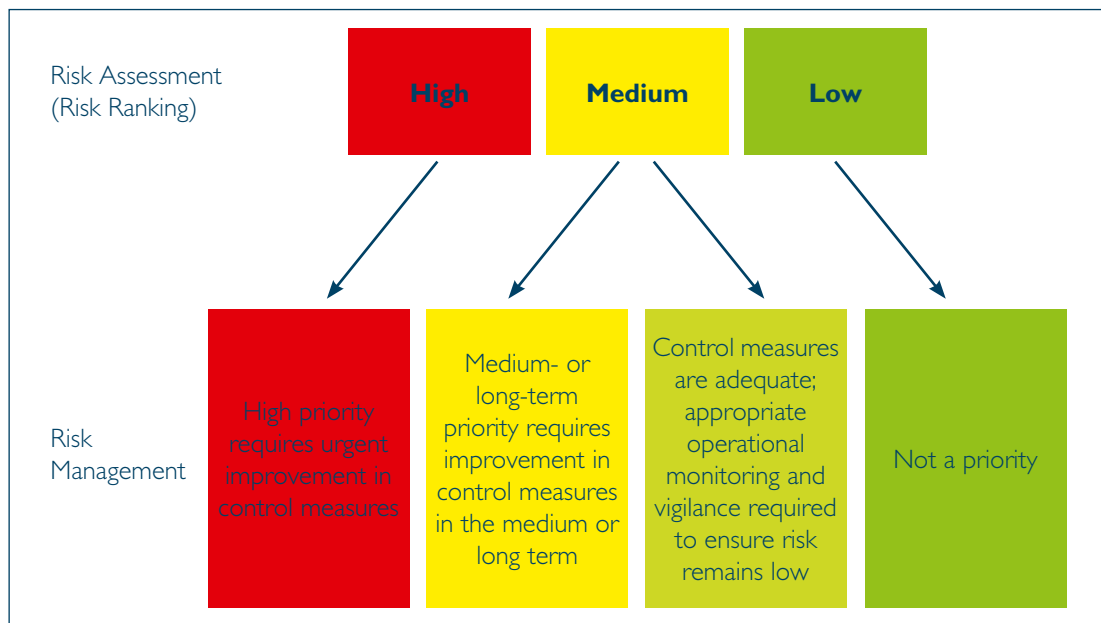 Risk Assessment
(Risk Ranking)
High
Medium
Low
Risk
Management
High priority
requires urgent
improvement in
control measures
Medium- or
long-term
priority requires
improvement in
control measures
in the medium or
long term
Control measures
are adequate;
appropriate
operational
monitoring and
vigilance required
to ensure risk
remains low
Not a priority